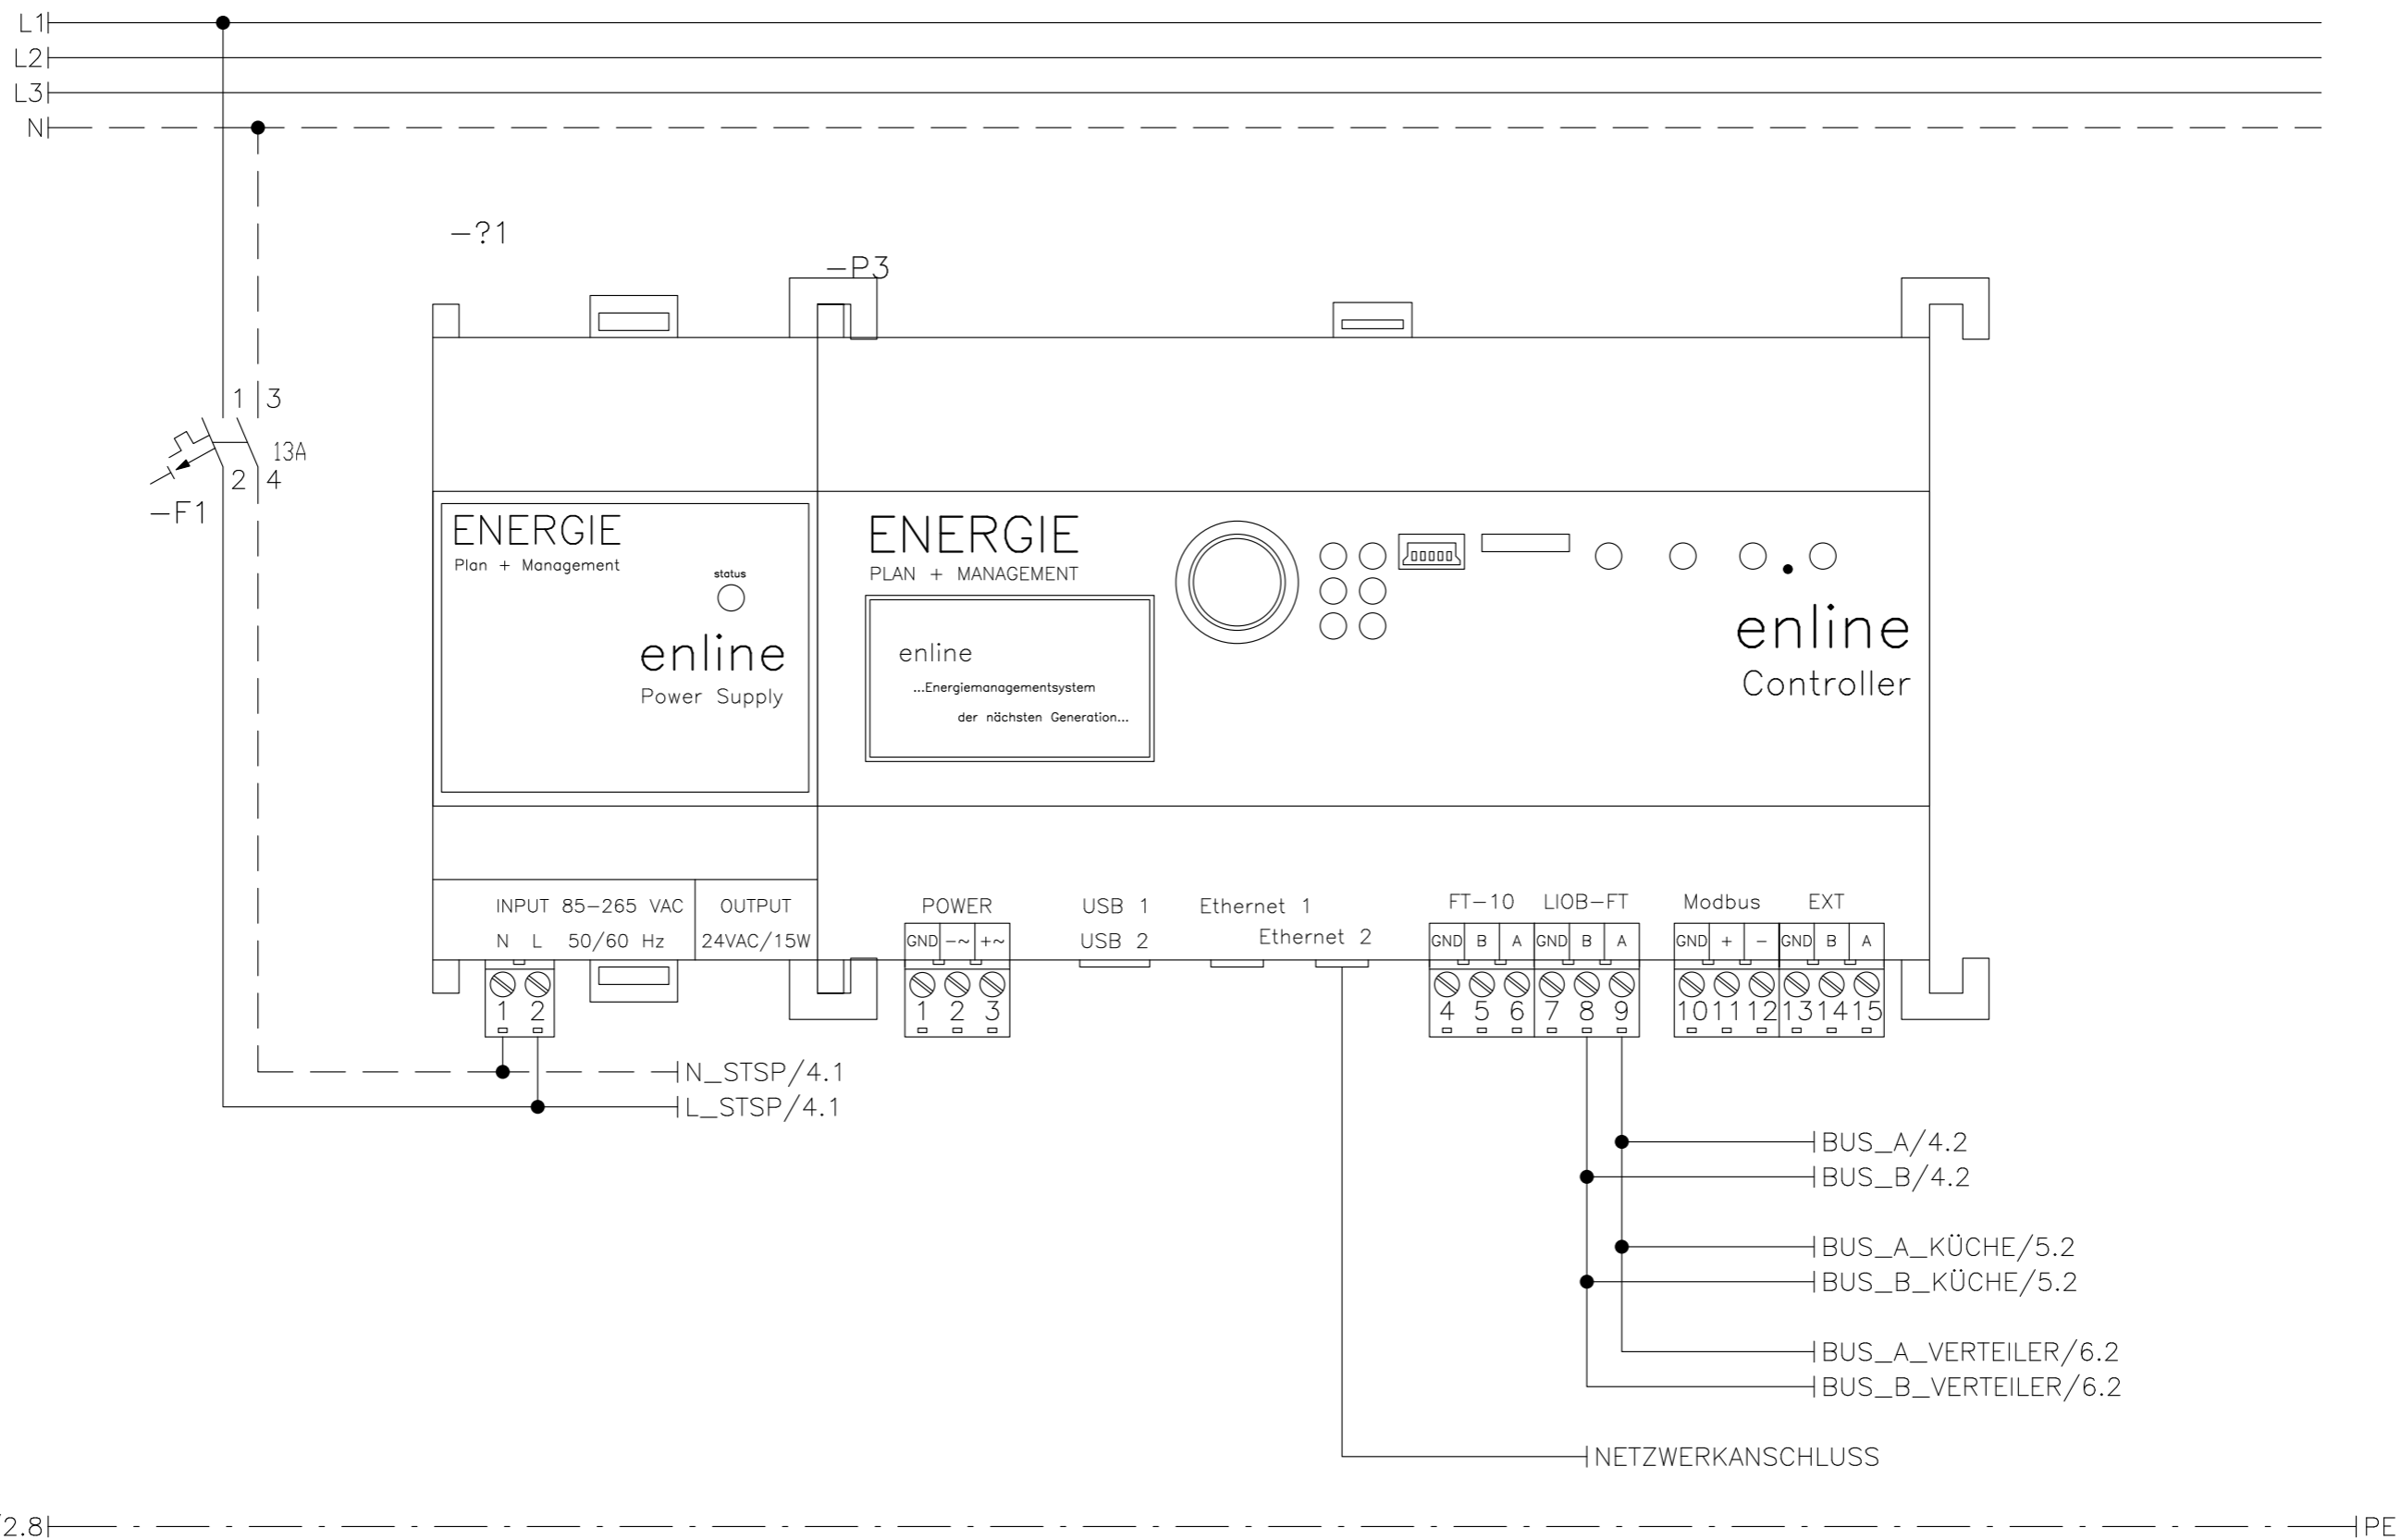 L1
L2
L3
N
-?1
-P3
1 3
13A
2 4
-F1
ENERGIE
Plan + Management
status
enline
Power Supply
ENERGIE
PLAN + MANAGEMENT
enline
...Energiemanagementsystem
der nächsten Generation...
enline
Controller
INPUT 85-265 VAC
N L 50/60 Hz
OUTPUT
24VAC/15W
POWER
GND -~ +~
USB 1
USB 2
Ethernet 1
Ethernet 2
FT-10 LIOB-FT
GND B A GND B A
Modbus EXT
GND + - GND B A
1 2
1 2 3
4 5 6 7 8 9
10 11 12 13 14 15
N_STSP/4.1
L_STSP/4.1
BUS_A/4.2
BUS_B/4.2
BUS_A_KÜCHE/5.2
BUS_B_KÜCHE/5.2
BUS_A_VERTEILER/6.2
BUS_B_VERTEILER/6.2
NETZWERKANSCHLUSS
/2.8
PE